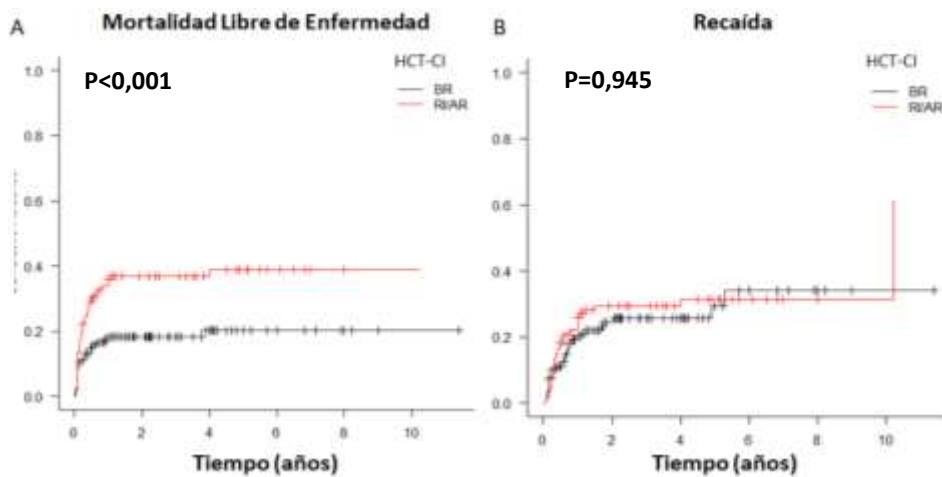 A
Mortalidad Libre de Enfermedad
HCT-CI
P<0,001
BR
RI/AR
1.0
0.8
0.6
0.4
0.2
0.0
0 2 4 6 8 10
Tiempo (años)
B
Recaída
HCT-CI
P=0,945
BR
RI/AR
1.0
0.8
0.6
0.4
0.2
0.0
0 2 4 6 8 10
Tiempo (años)